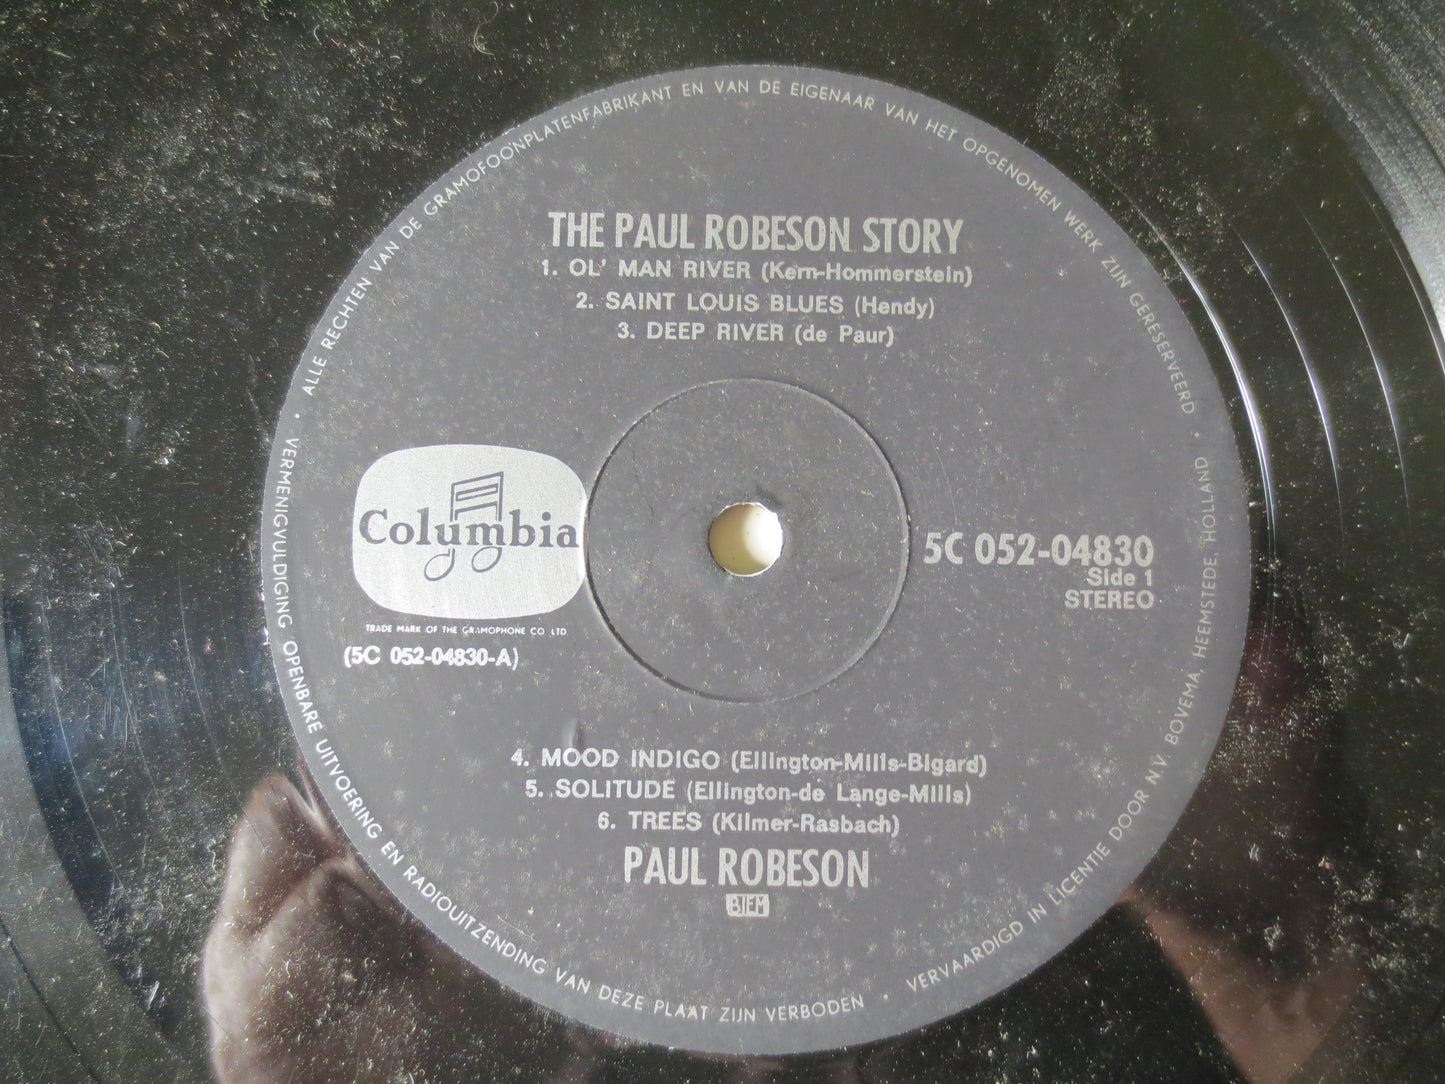 THE PAUL ROBESON STORY
1. OL' MAN RIVER (Kern-Hommerstein)
2. SAINT LOUIS BLUES (Hendy)
3. DEEP RIVER (de Paur)
Columbia
TRADE MARK OF THE GRAMOPHONE CO LTD
(5C 052-04830-A)
5C 052-04830
Side 1
STEREO
4. MOOD INDIGO (Ellington-Mills-Bigard)
5. SOLITUDE (Ellington-de Lange-Mills)
6. TREES (Kilmer-Rasbach)
PAUL ROBESON
BIEM
ALLE RECHTEN VAN DE GRAMOFOONPLATENFABRIKANT EN VAN DE EIGENAAR VAN HET OPGENOMEN WERK ZIJN GERESERVEERD ·
VERMENIGVULDIGING OPENBARE UITVOERING EN RADIOUITZENDING VAN DEZE PLAAT ZIJN VERBODEN ·
VERVAARDIGD IN LICENTIE DOOR N.V. BOVEMA, HEEMSTEDE, HOLLAND ·